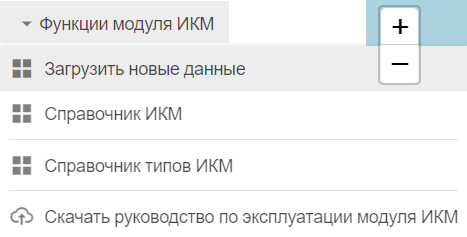 Функции модуля ИКМ
+
Загрузить новые данные
−
Справочник ИКМ
Справочник типов ИКМ
Скачать руководство по эксплуатации модуля ИКМ